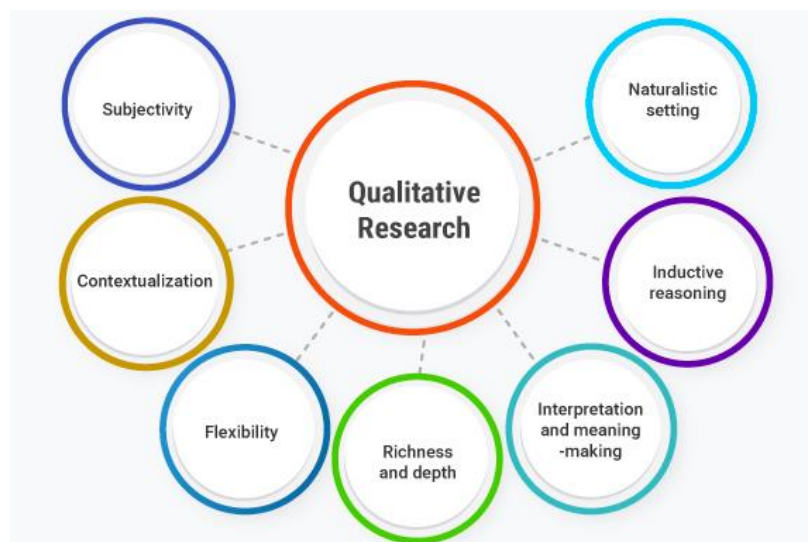 Qualitative
Research
Subjectivity
Contextualization
Flexibility
Richness
and depth
Interpretation
and meaning
-making
Inductive
reasoning
Naturalistic
setting